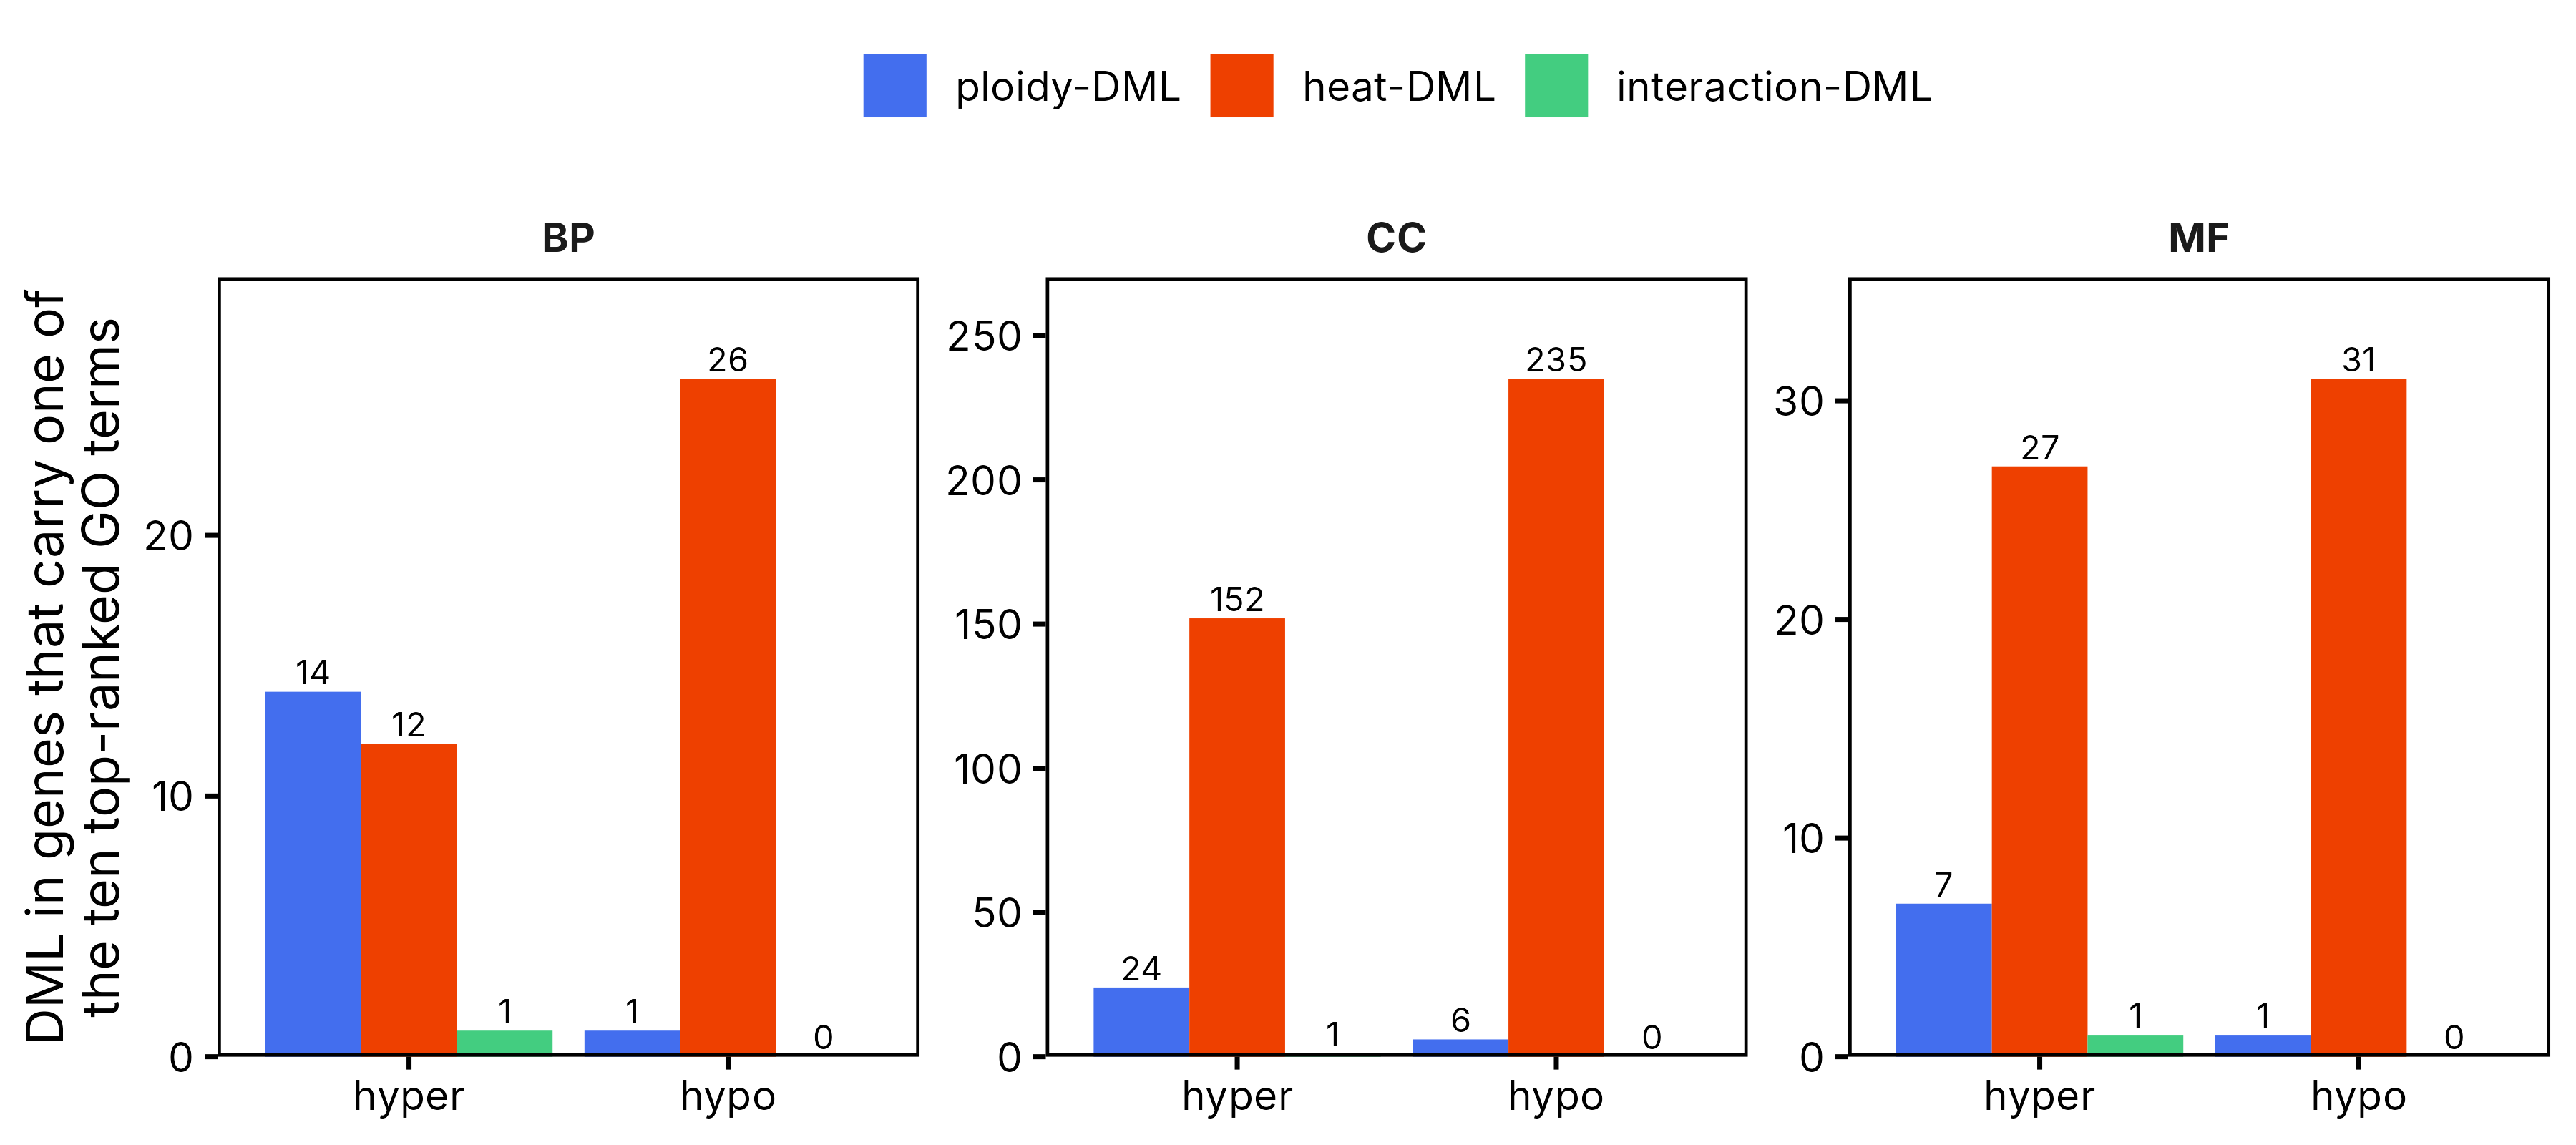 ploidy-DML heat-DML interaction-DML
BP CC MF
DML in genes that carry one of
the ten top-ranked GO terms
0 10 20
14 12 1 1 26 0
hyper hypo
0 50 100 150 200 250
24 152 1 6 235 0
hyper hypo
0 10 20 30
7 27 1 1 31 0
hyper hypo